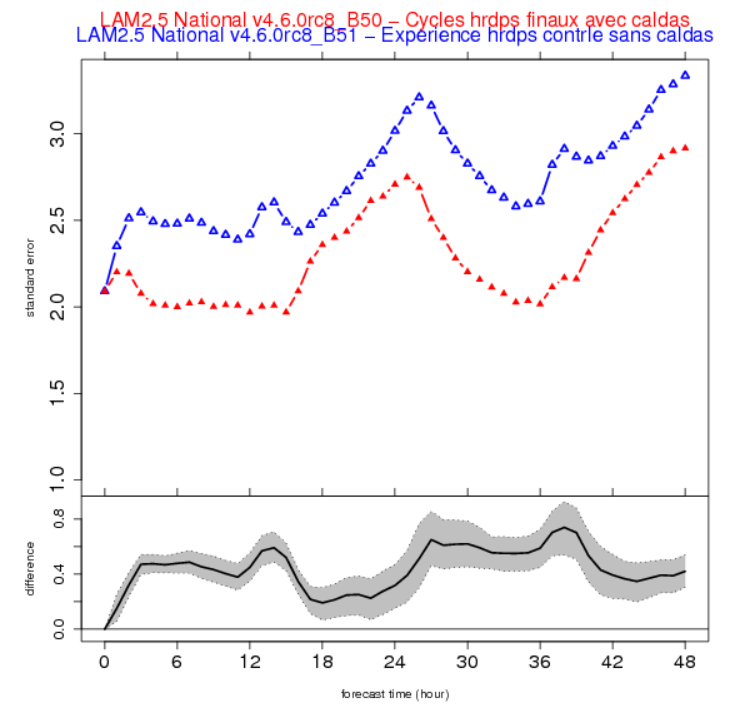 LAM2.5 National v4.6.0rc8_B50 − Cycles hrdps finaux avec caldas
LAM2.5 National v4.6.0rc8_B51 − Expérience hrdps contrle sans caldas
3.0
2.5
standard error
2.0
1.5
1.0
0.8
difference
0.4
0.0
0 6 12 18 24 30 36 42 48
forecast time (hour)